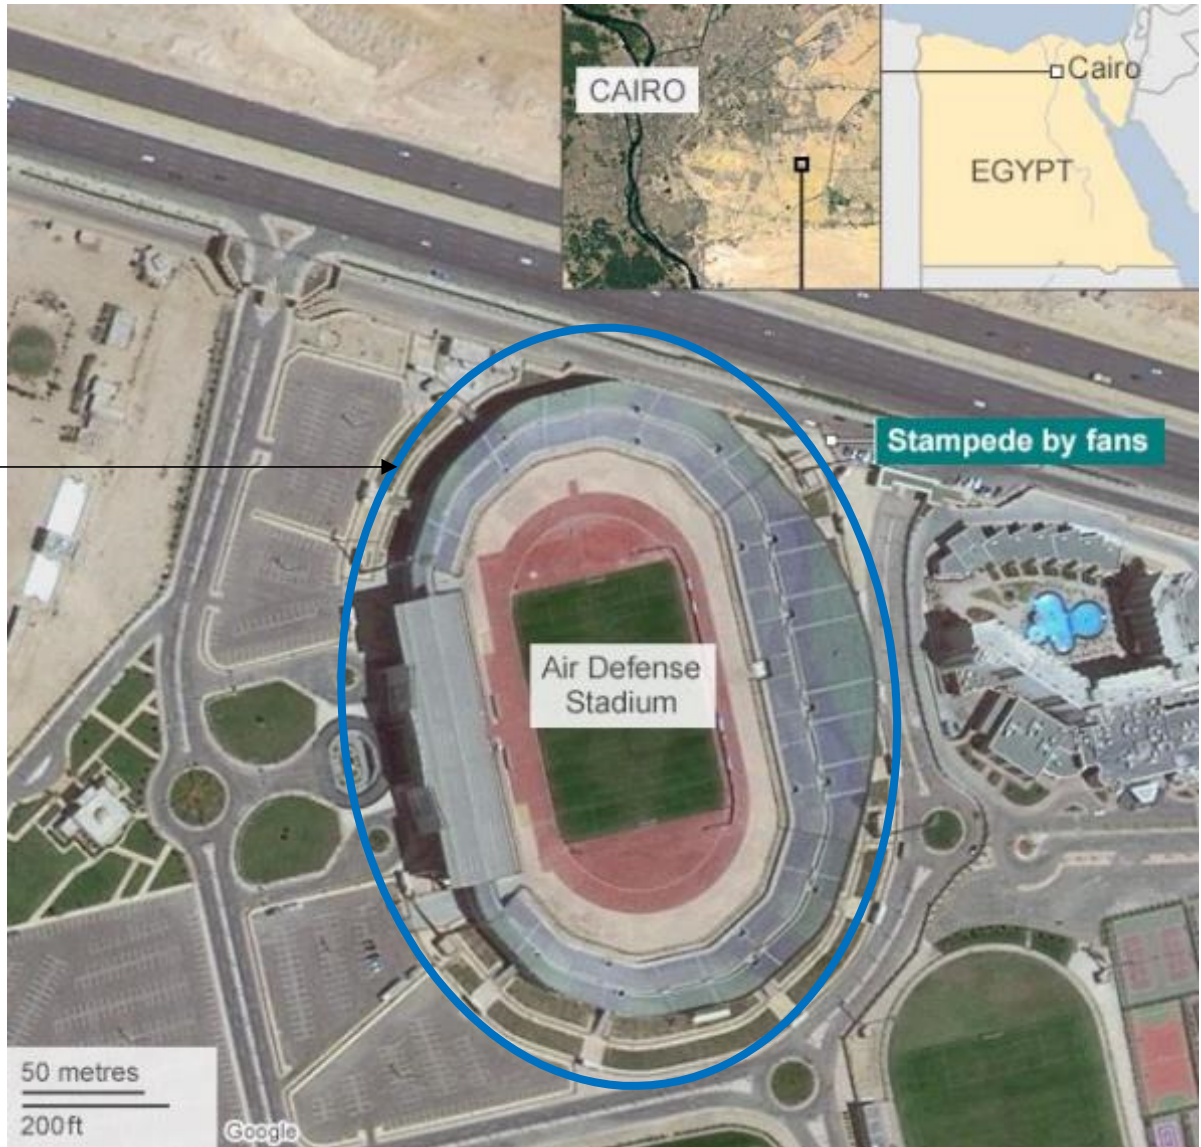 CAIRO
Cairo
EGYPT
Stampede by fans
Air Defense
Stadium
50 metres
200ft
Google